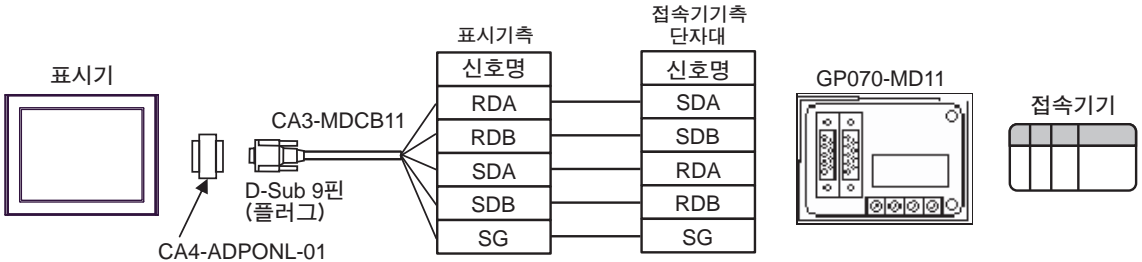 표시기
CA4-ADPONL-01
CA3-MDCB11
D-Sub 9핀
(플러그)
표시기측
신호명
RDA
RDB
SDA
SDB
SG
접속기기측
단자대
신호명
SDA
SDB
RDA
RDB
SG
GP070-MD11
접속기기